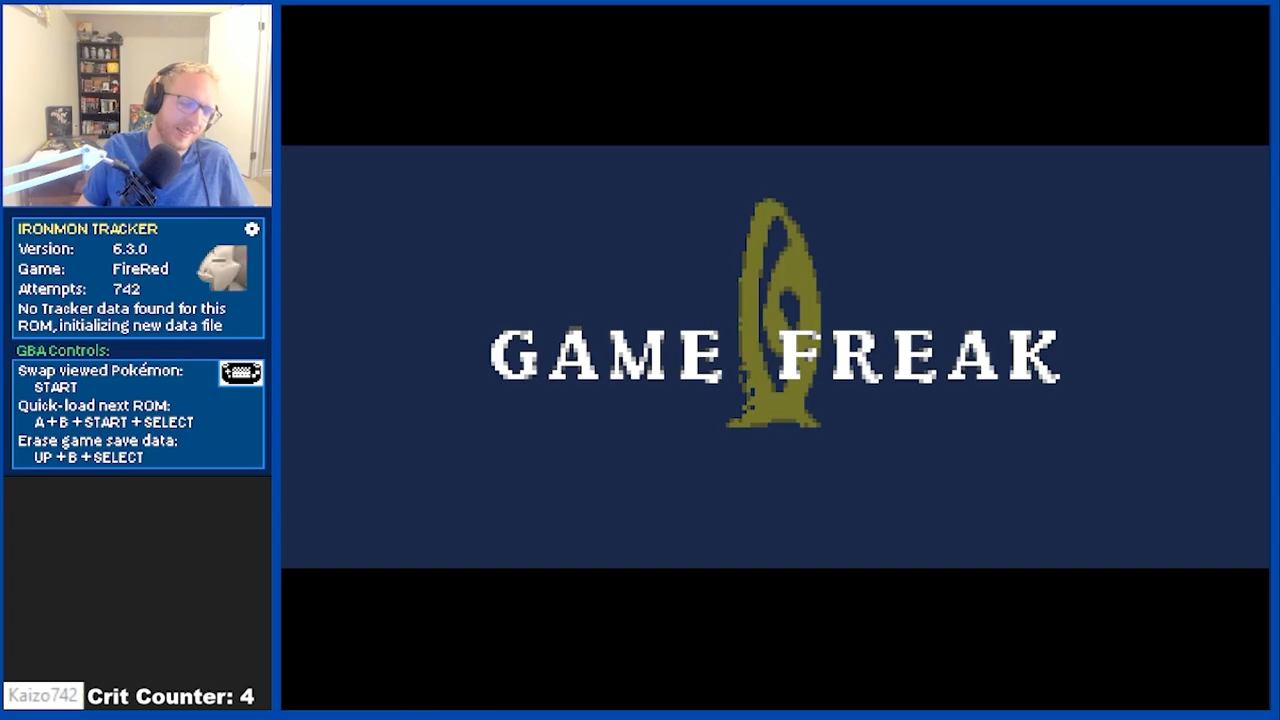 IRONMON TRACKER
Version: 6.3.0
Game: FireRed
Attempts: 742
No Tracker data found for this
ROM, initializing new data file
GBA Controls:
Swap viewed Pokémon:
START
Quick-load next ROM:
A + B + START + SELECT
Erase game save data:
UP + B + SELECT
Kaizo742 Crit Counter: 4
GAME FREAK